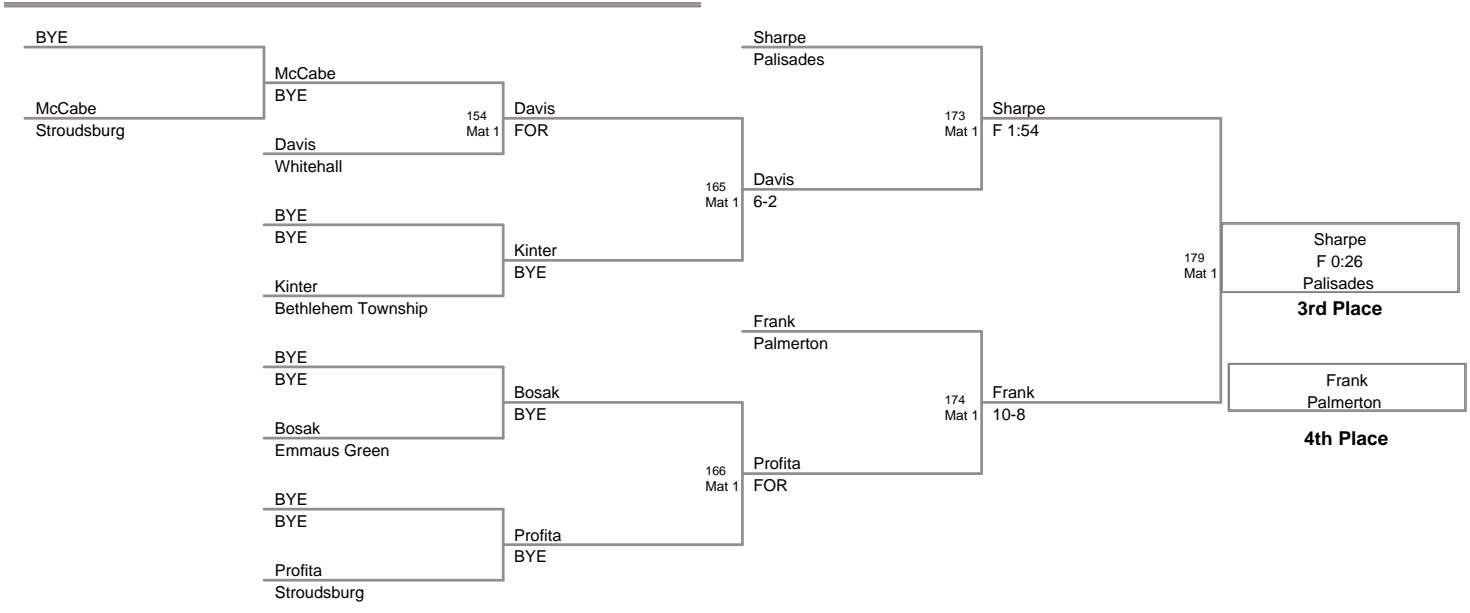 BYE
McCabe
Stroudsburg
McCabe
BYE
Davis
Whitehall
BYE
BYE
Kinter
Bethlehem Township
BYE
BYE
Bosak
Emmaus Green
BYE
BYE
Profita
Stroudsburg
154
Mat 1
Davis
FOR
Kinter
BYE
Bosak
BYE
Profita
BYE
165
Mat 1
166
Mat 1
Sharpe
Palisades
Davis
6-2
Frank
Palmerton
Profita
FOR
173
Mat 1
Sharpe
F 1:54
174
Mat 1
Frank
10-8
179
Mat 1
Sharpe
F 0:26
Palisades
3rd Place
Frank
Palmerton
4th Place